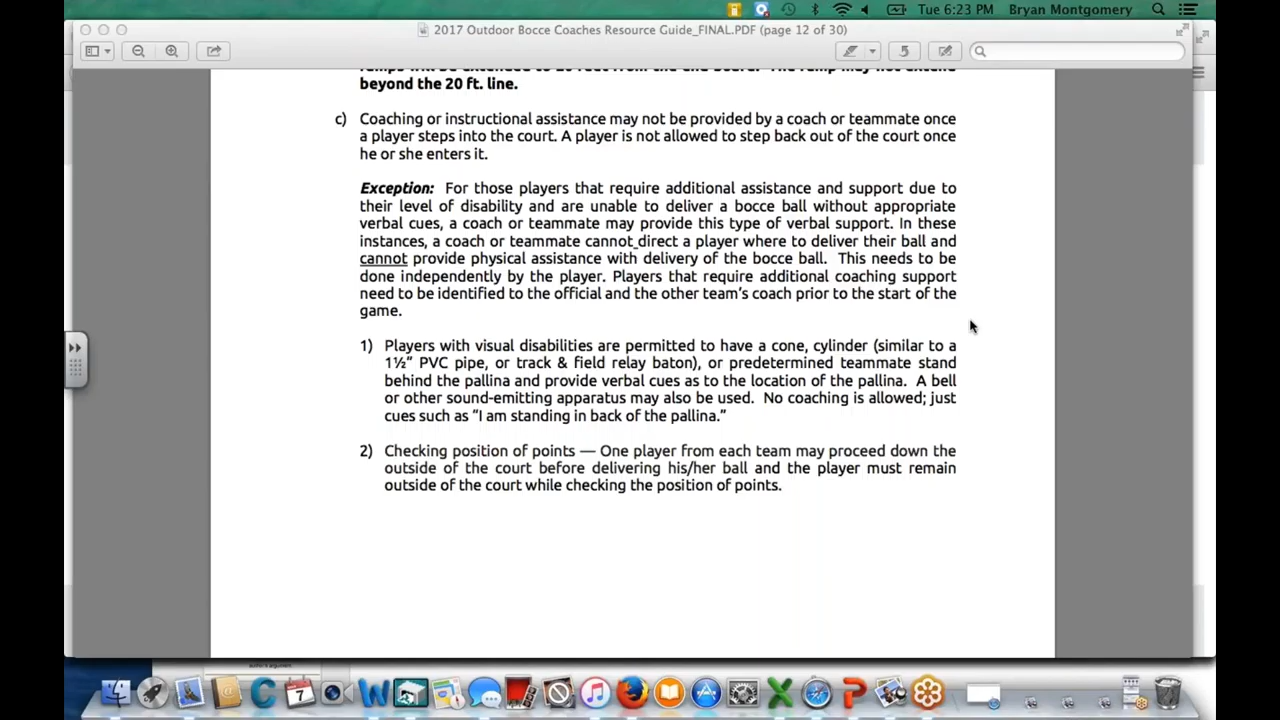 Tue 6:23 PM Bryan Montgomery
2017 Outdoor Bocce Coaches Resource Guide_FINAL.PDF (page 12 of 30)
beyond the 20 ft. line.
c) Coaching or instructional assistance may not be provided by a coach or teammate once
a player steps into the court. A player is not allowed to step back out of the court once
he or she enters it.
Exception: For those players that require additional assistance and support due to
their level of disability and are unable to deliver a bocce ball without appropriate
verbal cues, a coach or teammate may provide this type of verbal support. In these
instances, a coach or teammate cannot direct a player where to deliver their ball and
cannot provide physical assistance with delivery of the bocce ball. This needs to be
done independently by the player. Players that require additional coaching support
need to be identified to the official and the other team's coach prior to the start of the
game.
1) Players with visual disabilities are permitted to have a cone, cylinder (similar to a
1½" PVC pipe, or track & field relay baton), or predetermined teammate stand
behind the pallina and provide verbal cues as to the location of the pallina. A bell
or other sound-emitting apparatus may also be used. No coaching is allowed; just
cues such as "I am standing in back of the pallina."
2) Checking position of points — One player from each team may proceed down the
outside of the court before delivering his/her ball and the player must remain
outside of the court while checking the position of points.
7